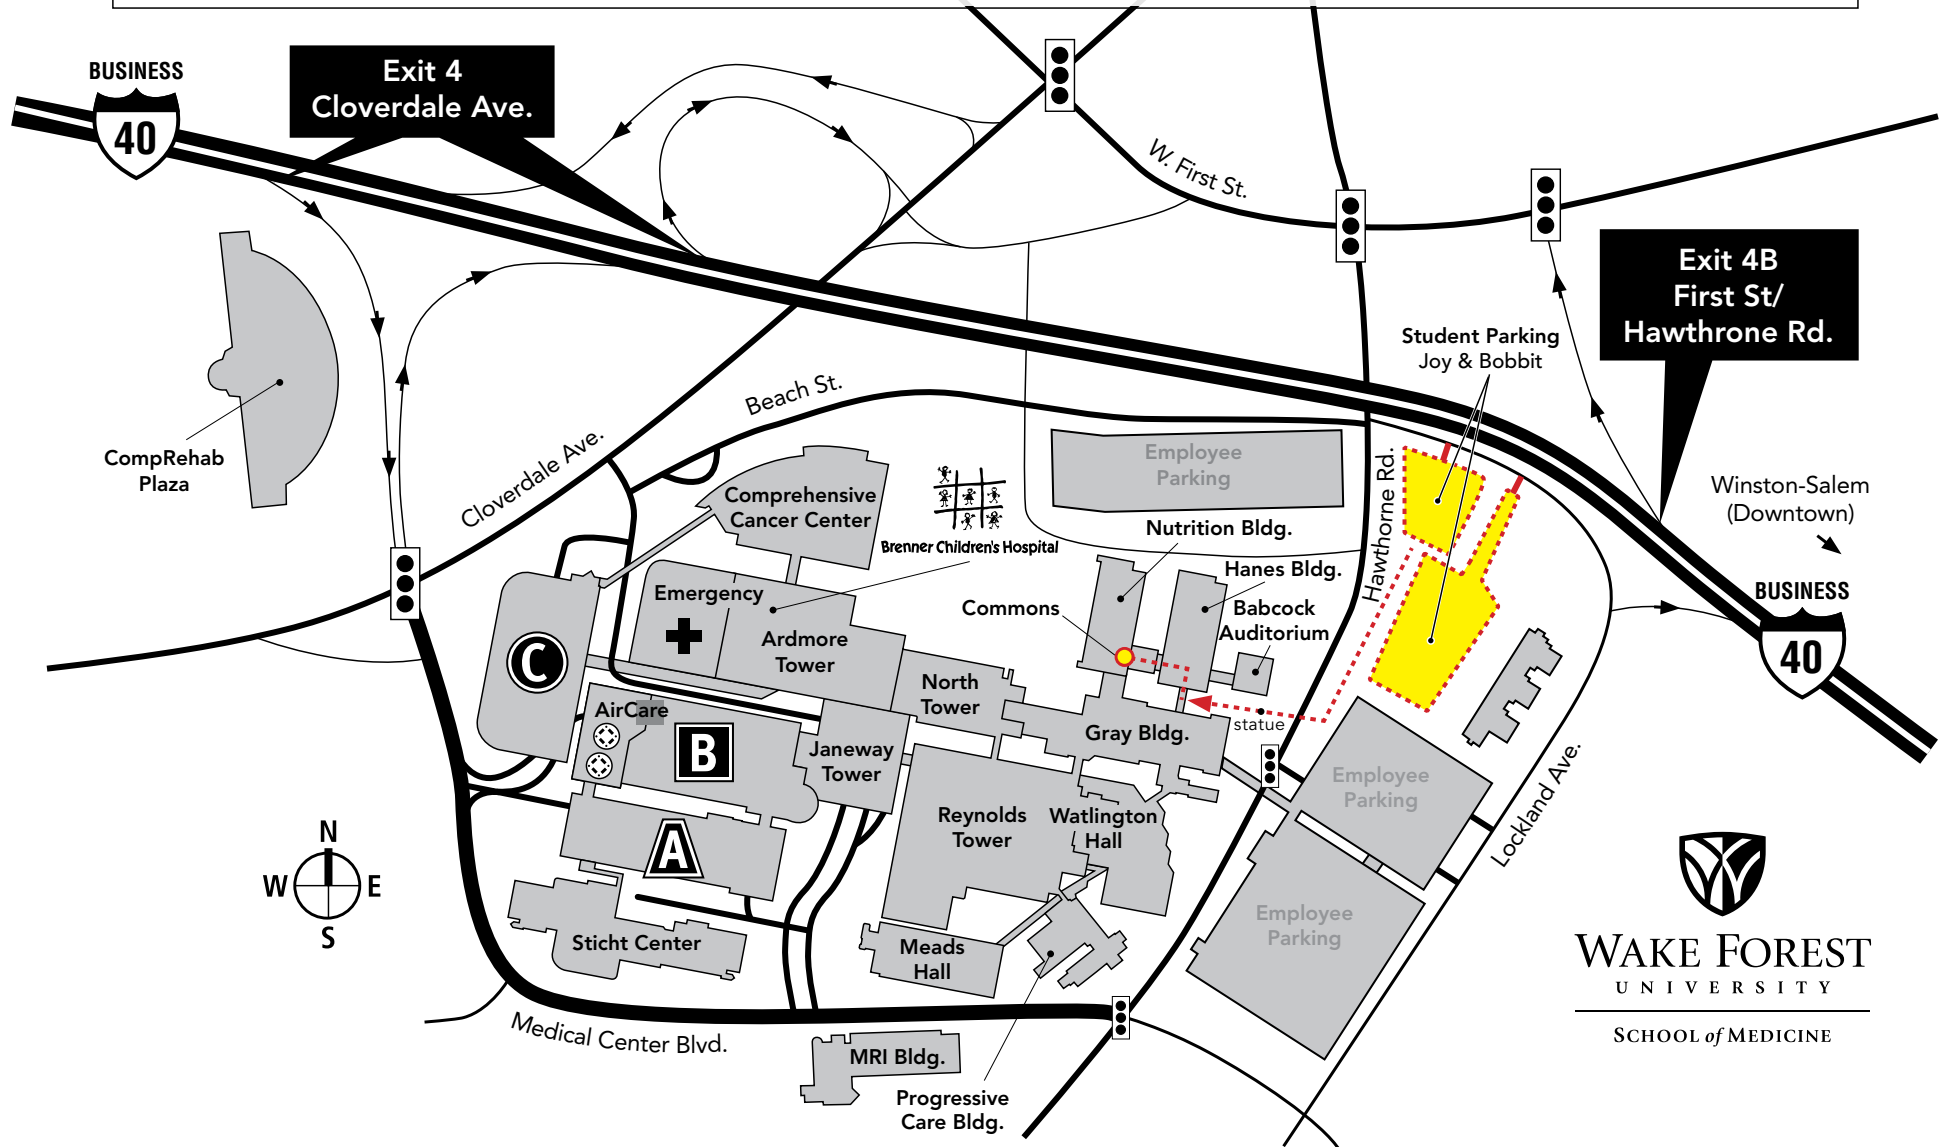 BUSINESS
40
Exit 4
Cloverdale Ave.
W. First St.
Exit 4B
First St/
Hawthrone Rd.
Student Parking
Joy & Bobbit
CompRehab
Plaza
Cloverdale Ave.
Beach St.
Employee
Parking
Hawthorne Rd.
Winston-Salem
(Downtown)
BUSINESS
40
Comprehensive
Cancer Center
Brenner Children's Hospital
Nutrition Bldg.
Hanes Bldg.
Commons
Babcock
Auditorium
Emergency
Ardmore
Tower
C
North
Tower
AirCare
B
Janeway
Tower
Gray Bldg.
statue
Employee
Parking
Lockland Ave.
Reynolds
Tower
Watlington
Hall
A
N
W E
S
Sticht Center
Meads
Hall
Employee
Parking
Medical Center Blvd.
MRI Bldg.
Progressive
Care Bldg.
WAKE FOREST
UNIVERSITY
SCHOOL of MEDICINE